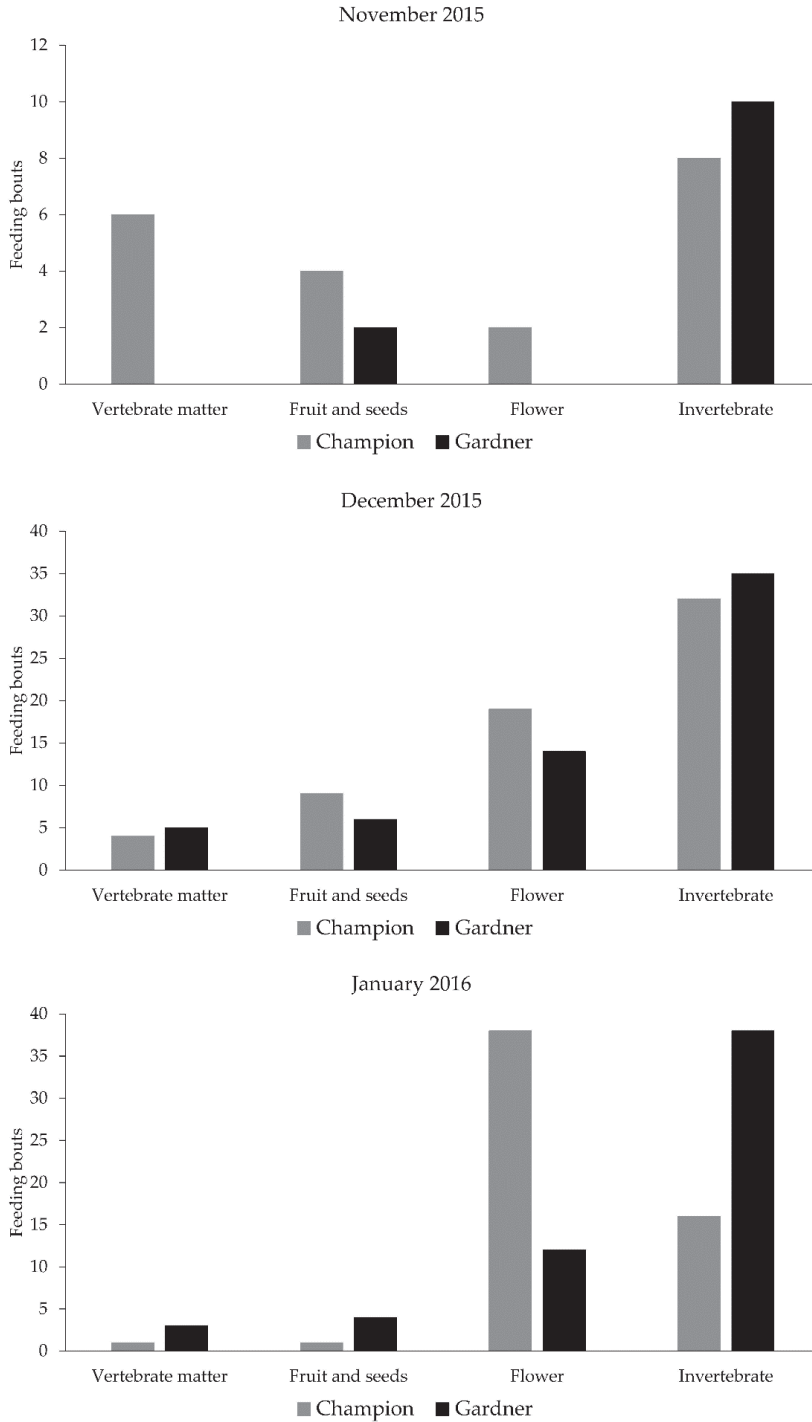 November 2015
12
10
8
6
4
2
0
Feeding bouts
Vertebrate matter Fruit and seeds Flower Invertebrate
Champion Gardner
December 2015
40
35
30
25
20
15
10
5
0
Feeding bouts
Vertebrate matter Fruit and seeds Flower Invertebrate
Champion Gardner
January 2016
40
35
30
25
20
15
10
5
0
Feeding bouts
Vertebrate matter Fruit and seeds Flower Invertebrate
Champion Gardner